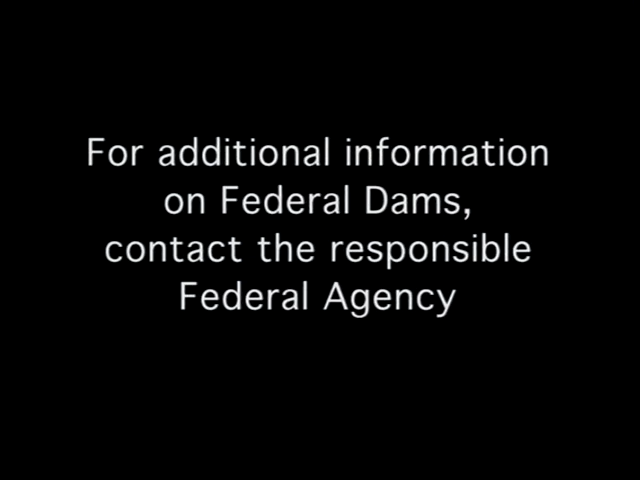 For additional information
on Federal Dams,
contact the responsible
Federal Agency